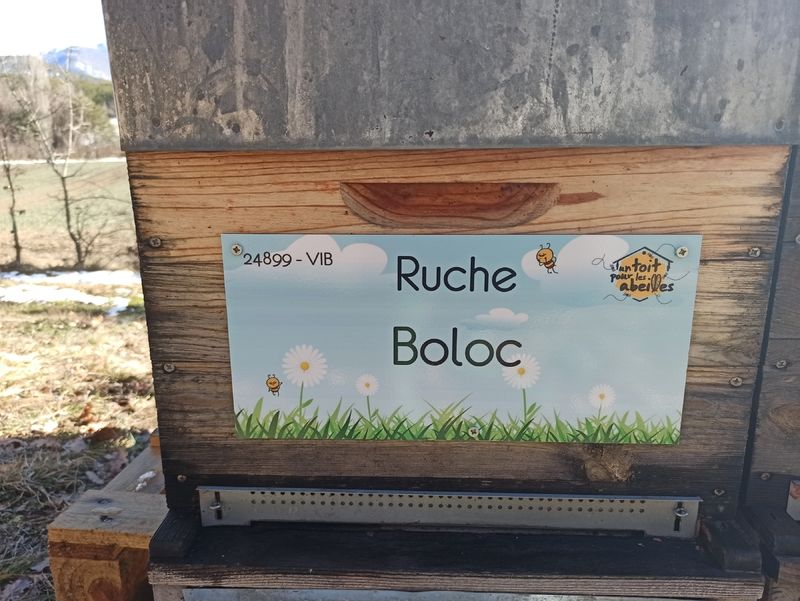 24899 - VIB
Ruche
Boloc
un toit
pour les
abeilles